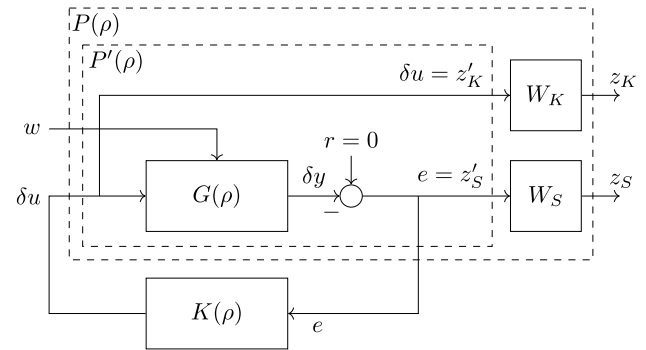 P(ρ)
P′(ρ)
δu = z′_K
W_K
z_K
w
r = 0
δu
G(ρ)
δy
−
e = z′_S
W_S
z_S
K(ρ)
e